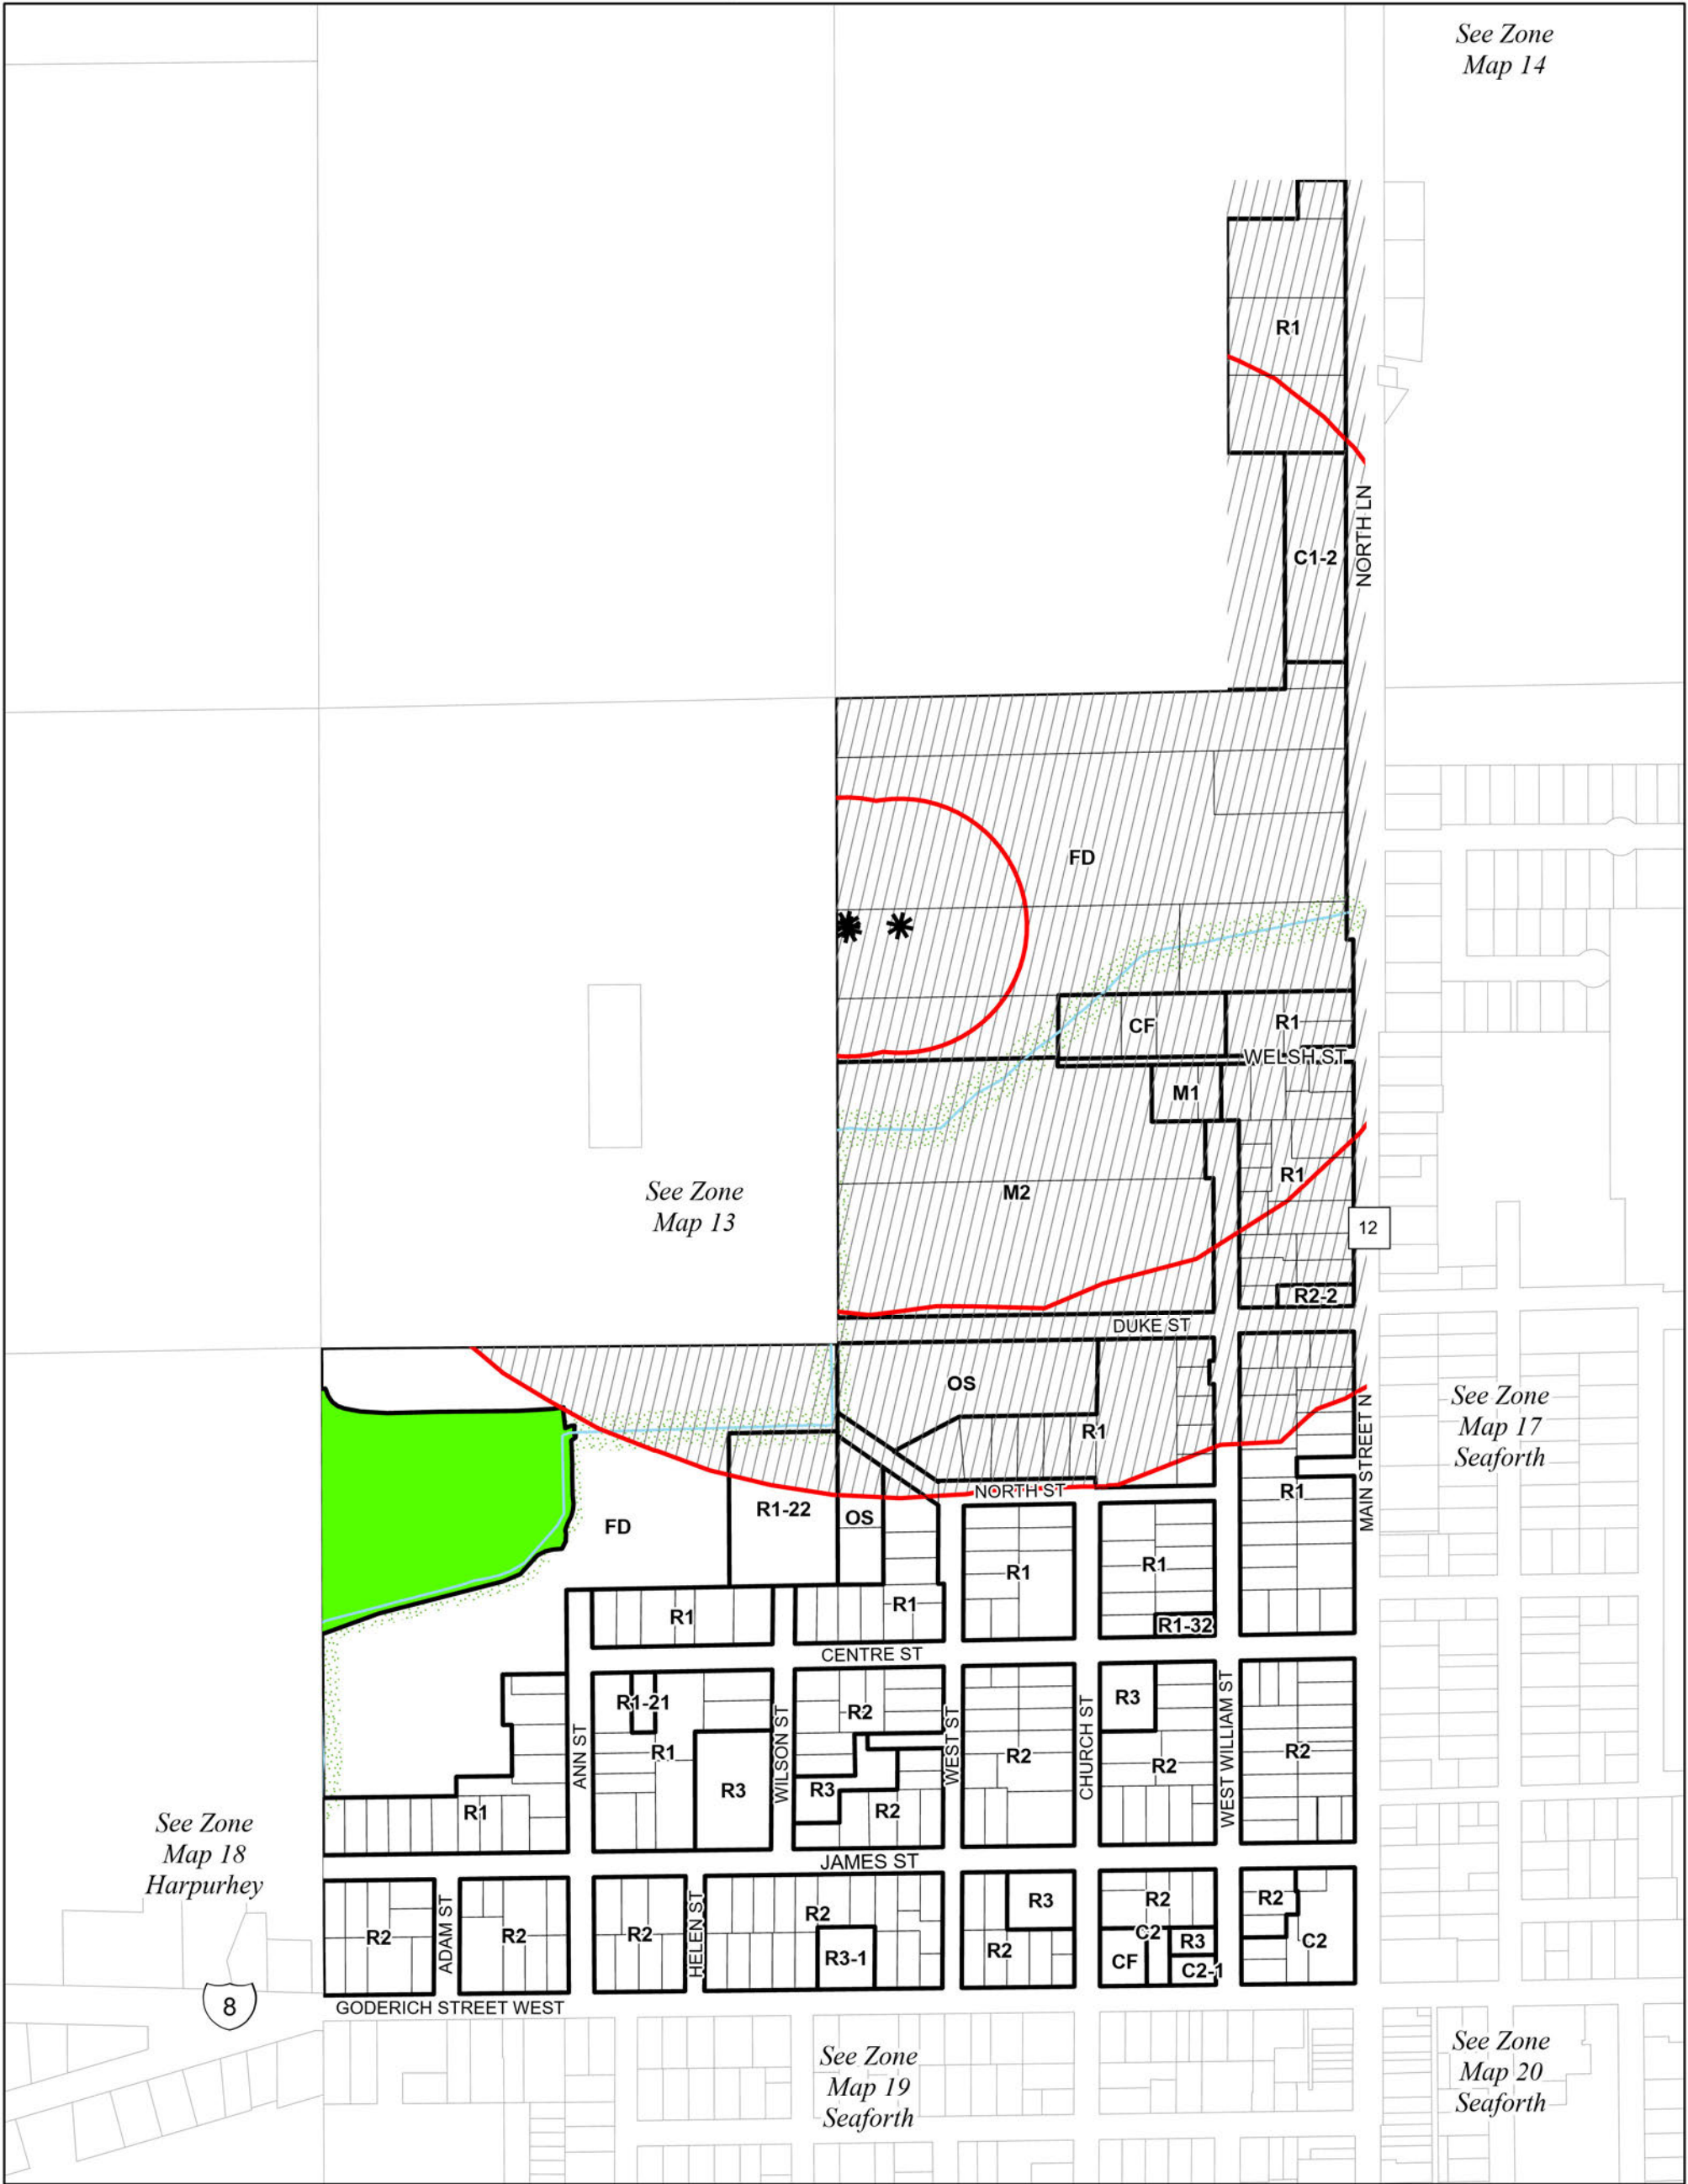 See Zone
Map 14
R1
C1-2
NORTH LN
FD
CF
R1
WELSH ST
M1
R1
M2
See Zone
Map 13
12
R2-2
DUKE ST
OS
R1
See Zone
Map 17
Seaforth
MAIN STREET N
NORTH ST
R1
R1-22
OS
FD
R1
R1
R1
R1
R1-32
CENTRE ST
R1-21
R2
R3
R1
ANN ST
WILSON ST
WEST ST
CHURCH ST
WEST WILLIAM ST
R2
R2
R2
R3
R3
R2
R1
See Zone
Map 18
Harpurhey
JAMES ST
R2
ADAM ST
R2
R2
HELEN ST
R2
R3-1
R3
R2
R2
C2
R3
CF
C2-1
R2
C2
8
GODERICH STREET WEST
See Zone
Map 19
Seaforth
See Zone
Map 20
Seaforth